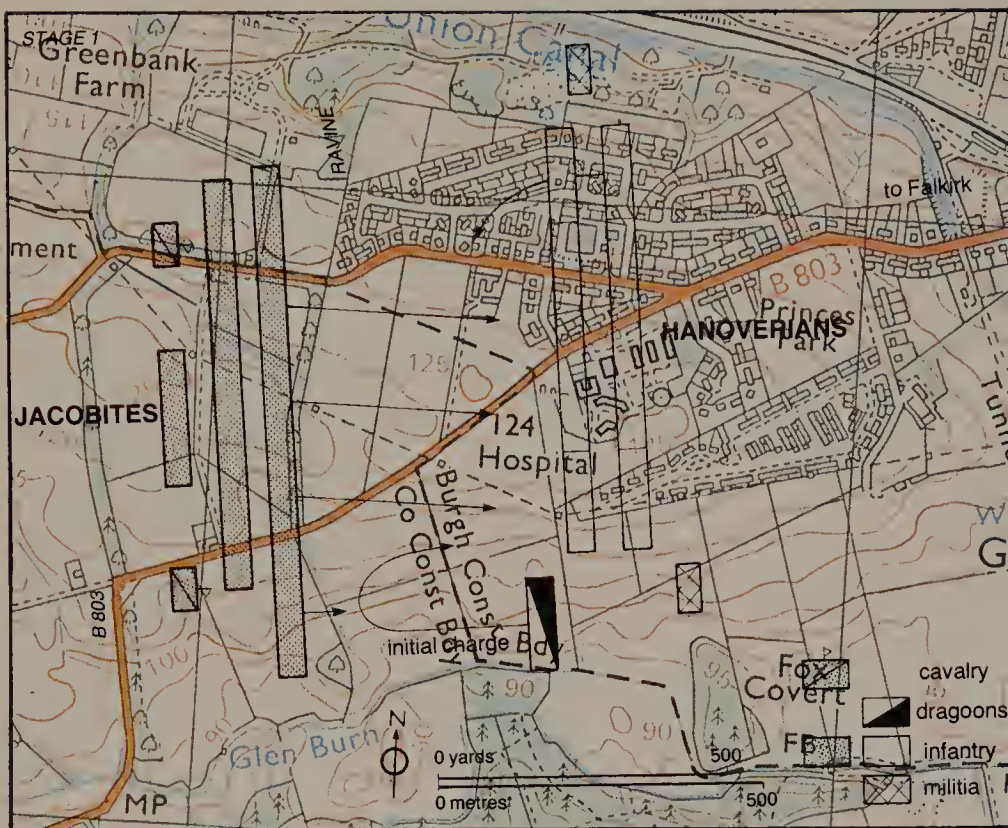 STAGE 1
Union Canal
Greenbank
Farm
115
RAVINE
to Falkirk
ment
B 803
Princes
Park
HANOVERIANS
125
JACOBITES
124
Hospital
Burgh Const
Co Const Bdy
B 803
initial charge
Bdy
100
90
95
90
Fox
Covert
FB
G
W
Glen Burn
N
MP
0 yards
500
0 metres
500
cavalry
dragoons
infantry
militia